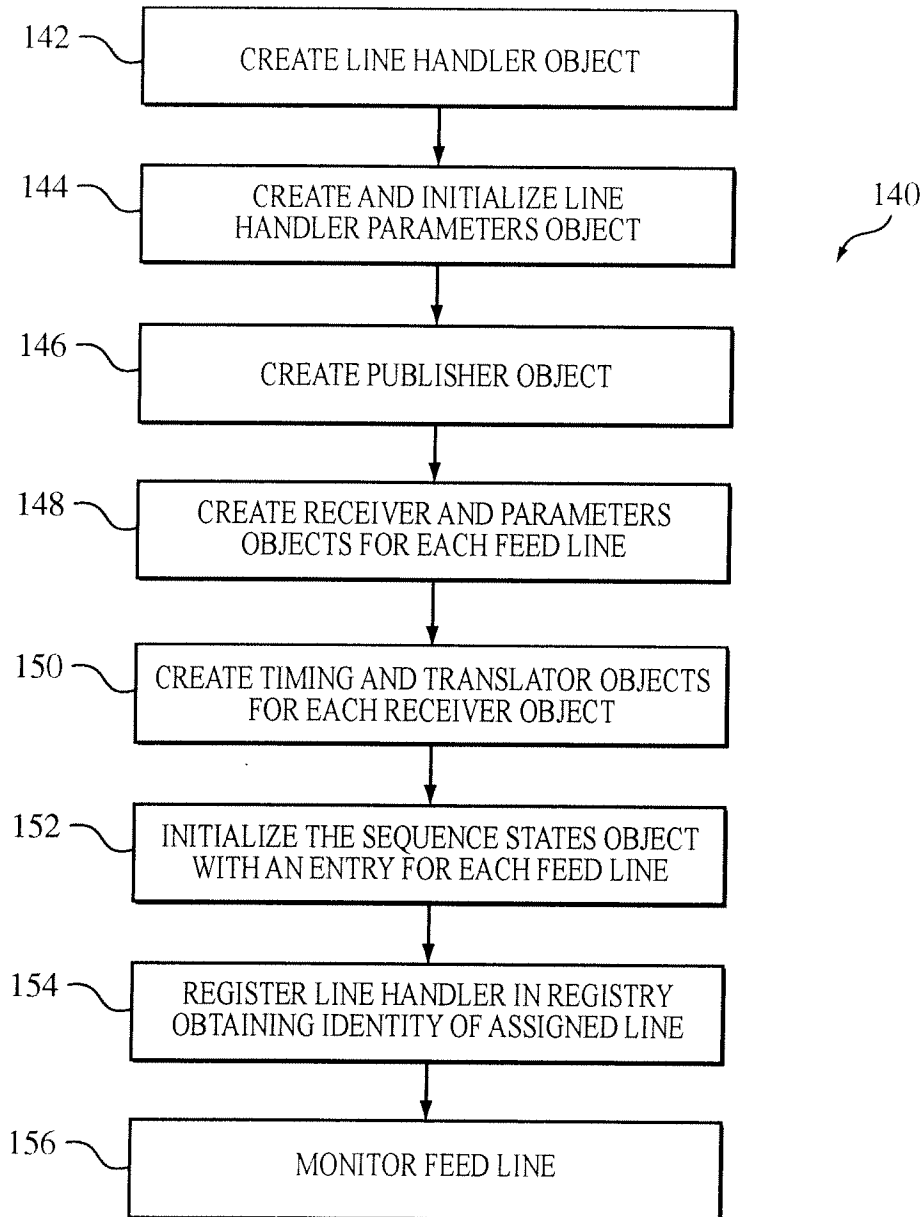 142
CREATE LINE HANDLER OBJECT
144
CREATE AND INITIALIZE LINE
HANDLER PARAMETERS OBJECT
140
146
CREATE PUBLISHER OBJECT
148
CREATE RECEIVER AND PARAMETERS
OBJECTS FOR EACH FEED LINE
150
CREATE TIMING AND TRANSLATOR OBJECTS
FOR EACH RECEIVER OBJECT
152
INITIALIZE THE SEQUENCE STATES OBJECT
WITH AN ENTRY FOR EACH FEED LINE
154
REGISTER LINE HANDLER IN REGISTRY
OBTAINING IDENTITY OF ASSIGNED LINE
156
MONITOR FEED LINE